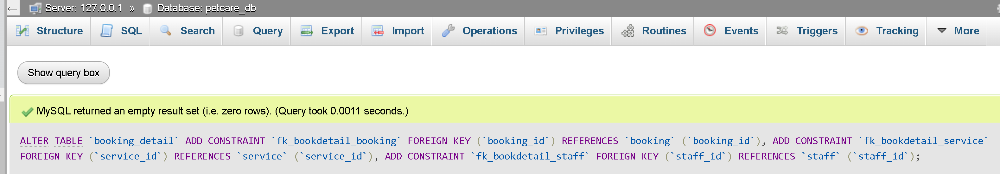 ← Server: 127.0.0.1 » Database: petcare_db
Structure SQL Search Query Export Import Operations Privileges Routines Events Triggers Tracking More
Show query box
MySQL returned an empty result set (i.e. zero rows). (Query took 0.0011 seconds.)
ALTER TABLE `booking_detail` ADD CONSTRAINT `fk_bookdetail_booking` FOREIGN KEY (`booking_id`) REFERENCES `booking` (`booking_id`), ADD CONSTRAINT `fk_bookdetail_service`
FOREIGN KEY (`service_id`) REFERENCES `service` (`service_id`), ADD CONSTRAINT `fk_bookdetail_staff` FOREIGN KEY (`staff_id`) REFERENCES `staff` (`staff_id`);